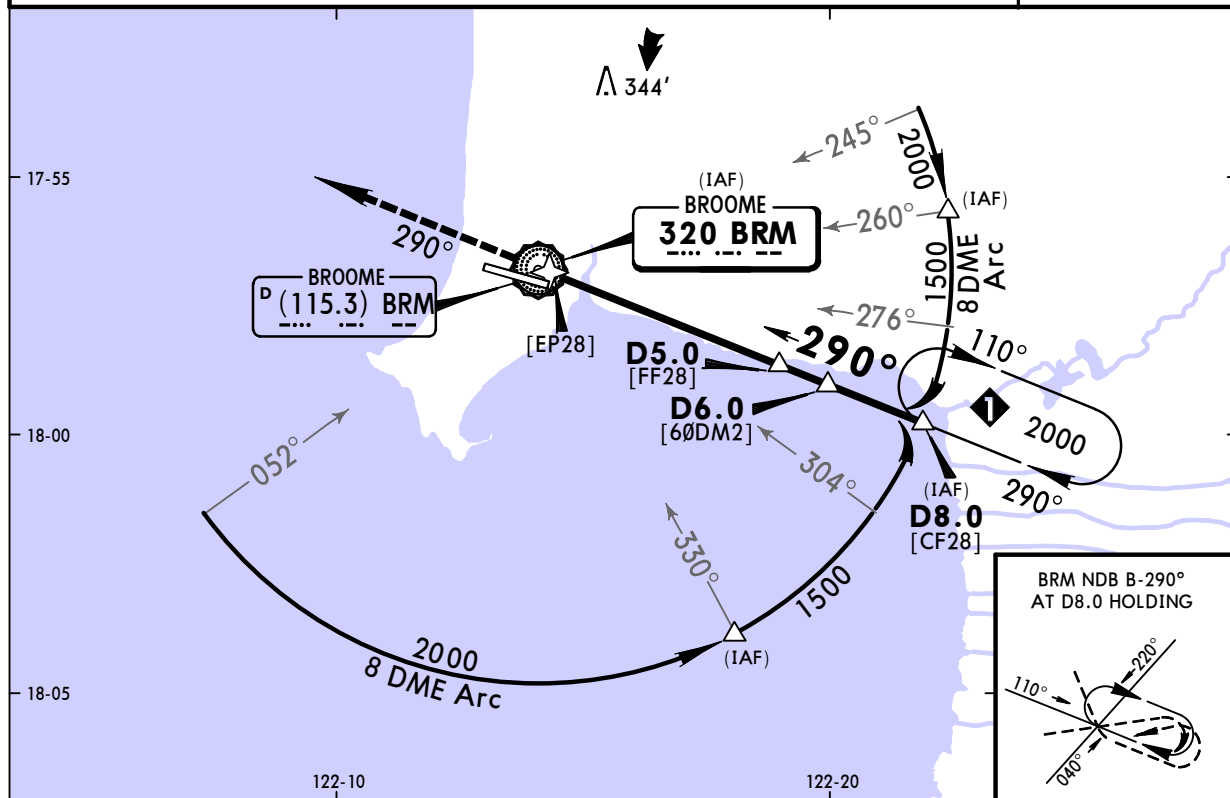 344'
245°
2000
(IAF)
17-55
(IAF)
BROOME
320 BRM
260°
290°
1500
8 DME
Arc
BROOME
D (115.3) BRM
276°
[EP28]
290°
110°
D5.0
[FF28]
D6.0
[6ØDM2]
1
2000
18-00
052°
304°
290°
(IAF)
D8.0
[CF28]
330°
1500
BRM NDB B-290°
AT D8.0 HOLDING
2000
(IAF)
8 DME Arc
220°
110°
18-05
040°
122-10
122-20